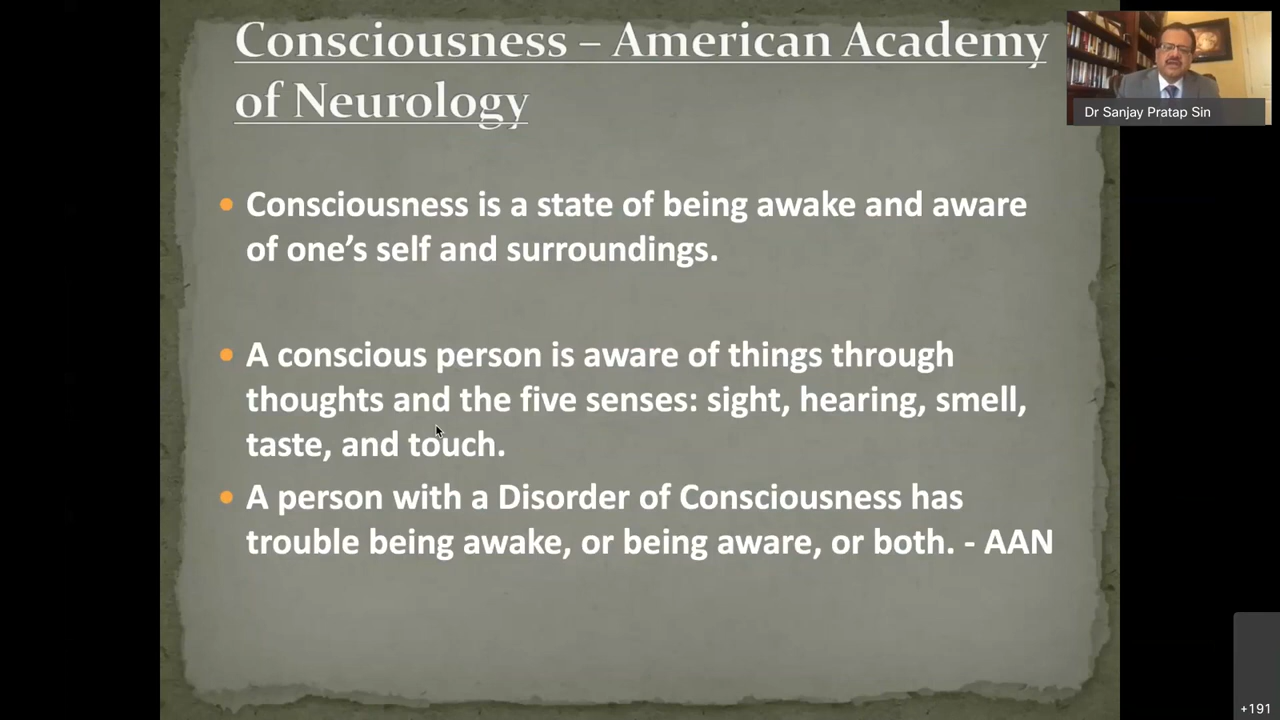 Consciousness – American Academy
of Neurology
Dr Sanjay Pratap Sin
• Consciousness is a state of being awake and aware
of one’s self and surroundings.
• A conscious person is aware of things through
thoughts and the five senses: sight, hearing, smell,
taste, and touch.
• A person with a Disorder of Consciousness has
trouble being awake, or being aware, or both. - AAN
+191